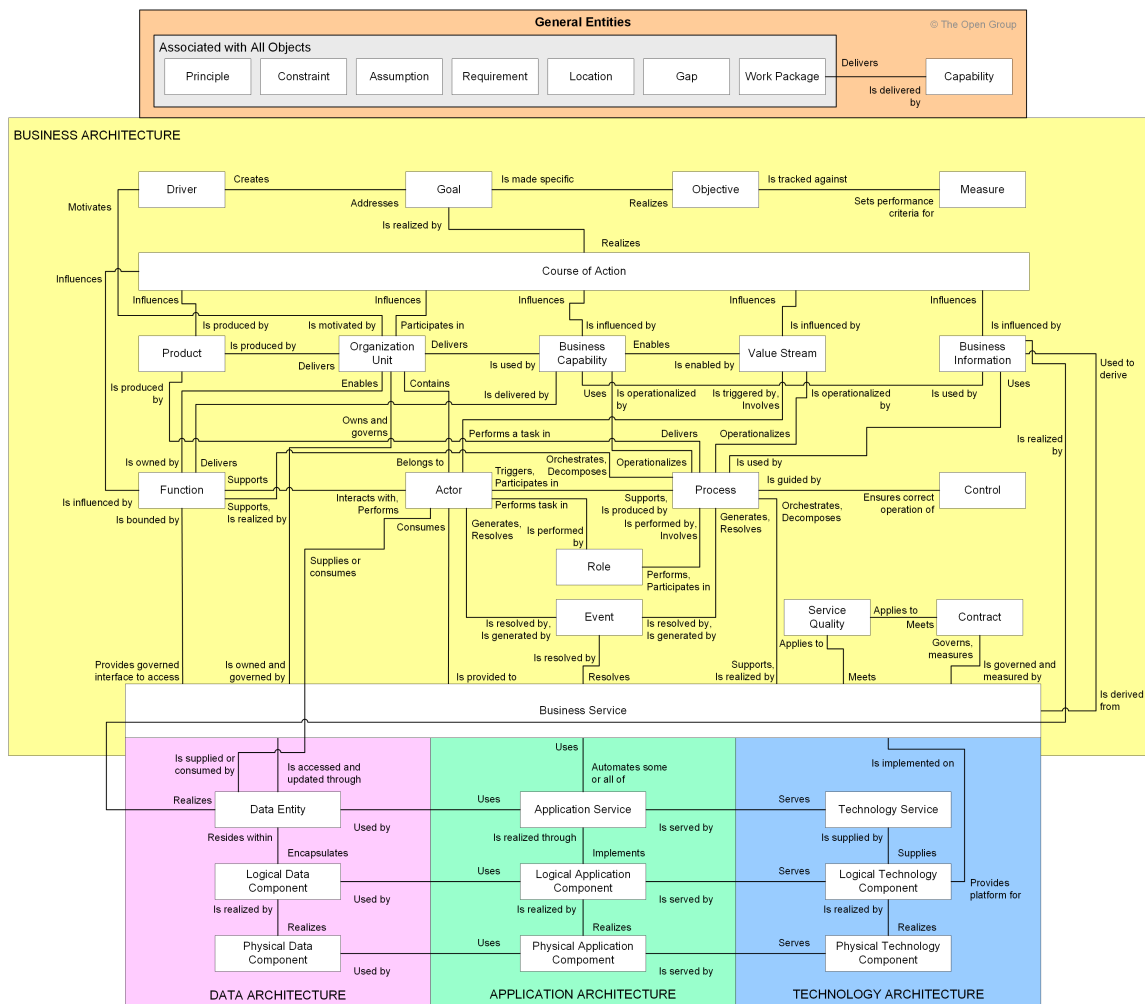 General Entities
© The Open Group
Associated with All Objects
Principle
Constraint
Assumption
Requirement
Location
Gap
Work Package
Delivers
Is delivered
by
Capability
BUSINESS ARCHITECTURE
Driver
Creates
Goal
Is made specific
Objective
Is tracked against
Measure
Motivates
Addresses
Realizes
Sets performance
criteria for
Is realized by
Realizes
Influences
Course of Action
Influences
Influences
Influences
Influences
Influences
Is produced by
Is motivated by
Participates in
Is influenced by
Is influenced by
Is influenced by
Product
Is produced by
Organization
Unit
Delivers
Business
Capability
Enables
Value Stream
Business
Information
Delivers
Is used by
Is enabled by
Used to
derive
Is produced
by
Enables
Contains
Is delivered by
Uses
Is operationalized
by
Is triggered by,
Involves
Is operationalized
by
Is used by
Uses
Owns and
governs
Performs a task in
Delivers
Operationalizes
Is realized
by
Is owned by
Delivers
Belongs to
Orchestrates,
Decomposes
Operationalizes
Is used by
Supports
Triggers,
Participates in
Is guided by
Function
Actor
Process
Control
Is influenced by
Supports,
Is realized by
Interacts with,
Performs
Performs task in
Supports,
Is produced by
Ensures correct
operation of
Is bounded by
Consumes
Generates,
Resolves
Is performed
by
Is performed by,
Involves
Generates,
Resolves
Orchestrates,
Decomposes
Supplies or
consumes
Role
Performs,
Participates in
Event
Service
Quality
Applies to
Meets
Contract
Is resolved by,
Is generated by
Is resolved by,
Is generated by
Applies to
Governs,
measures
Is resolved by
Provides governed
interface to access
Is owned and
governed by
Is provided to
Resolves
Supports,
Is realized by
Meets
Is governed and
measured by
Is derived
from
Business Service
Is supplied or
consumed by
Is accessed and
updated through
Uses
Automates some
or all of
Is implemented on
Realizes
Data Entity
Uses
Used by
Application Service
Serves
Is served by
Technology Service
Resides within
Encapsulates
Is realized through
Implements
Is supplied by
Supplies
Logical Data
Component
Uses
Used by
Logical Application
Component
Serves
Is served by
Logical Technology
Component
Provides
platform for
Is realized by
Realizes
Is realized by
Realizes
Is realized by
Realizes
Physical Data
Component
Uses
Used by
Physical Application
Compoment
Serves
Is served by
Physical Technology
Component
DATA ARCHITECTURE
APPLICATION ARCHITECTURE
TECHNOLOGY ARCHITECTURE